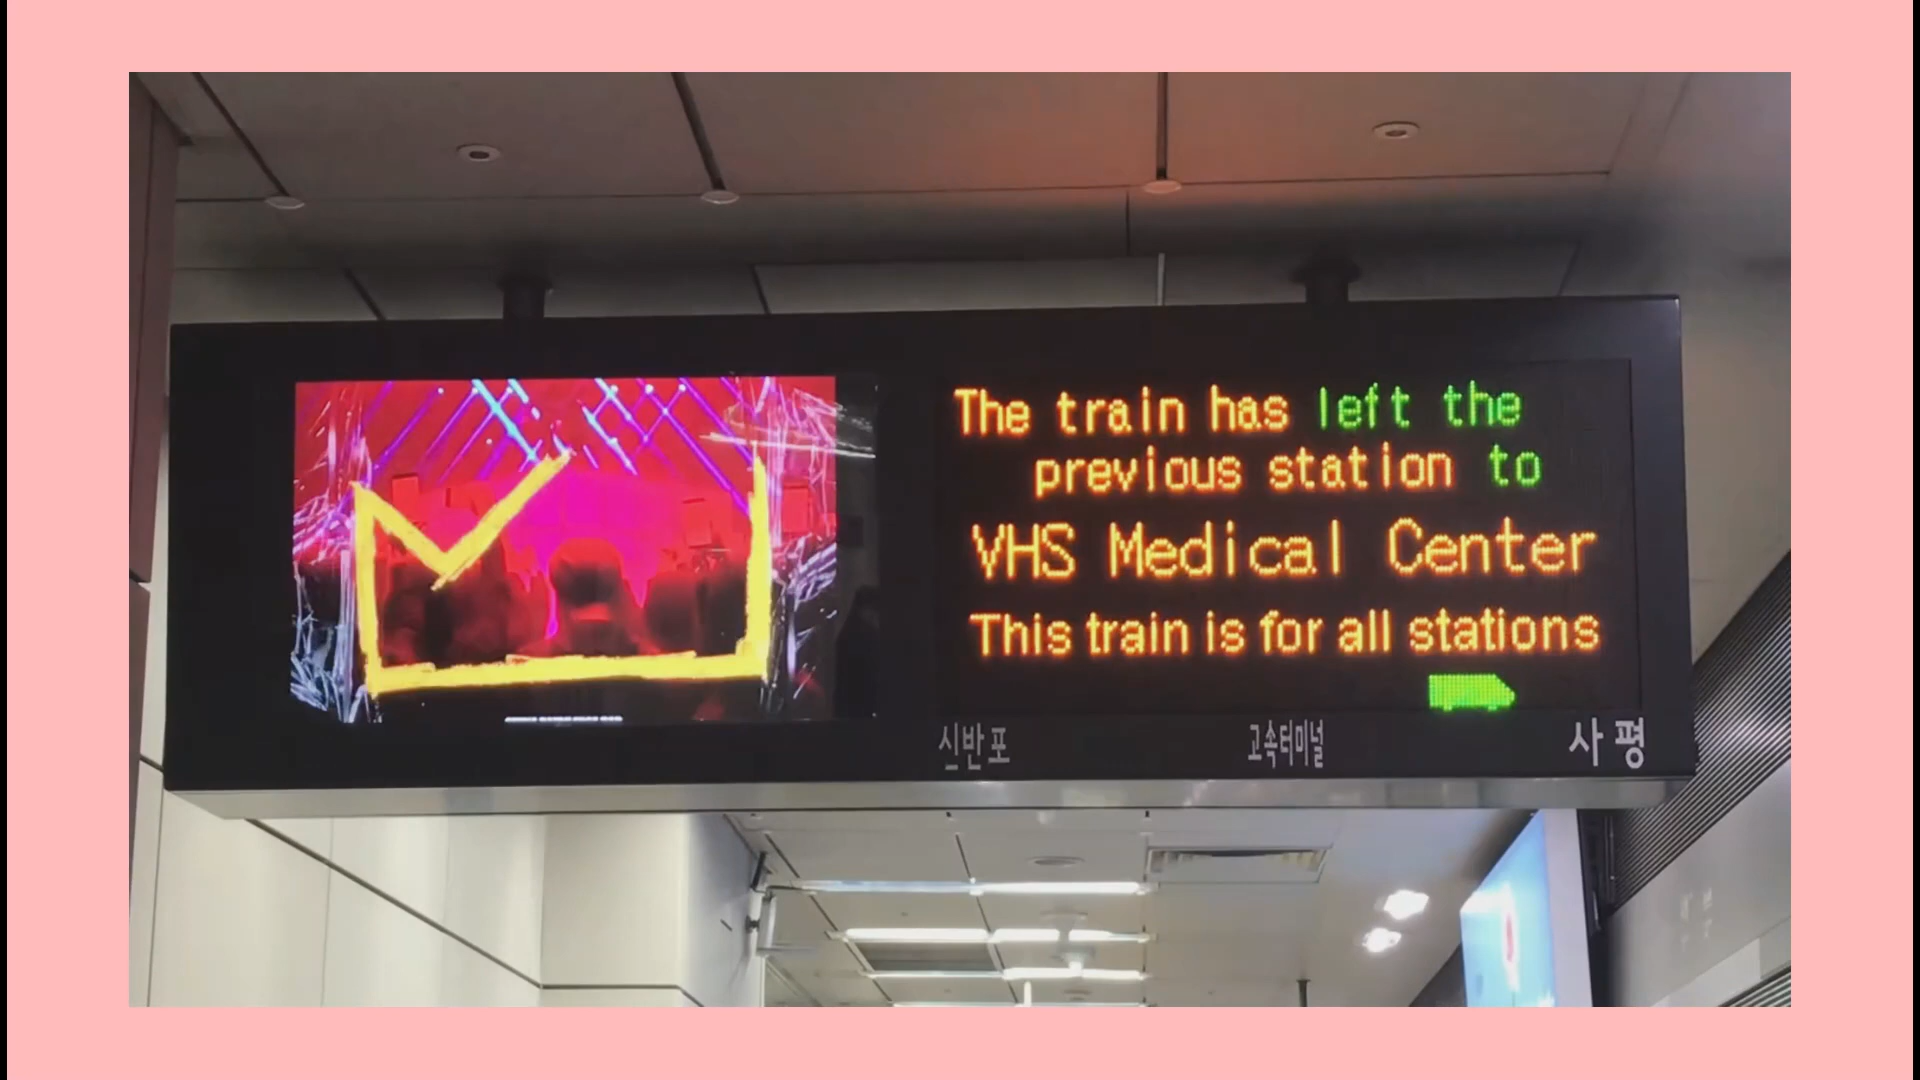 The train has left the
previous station to
VHS Medical Center
This train is for all stations
신반포 고속터미널 사평